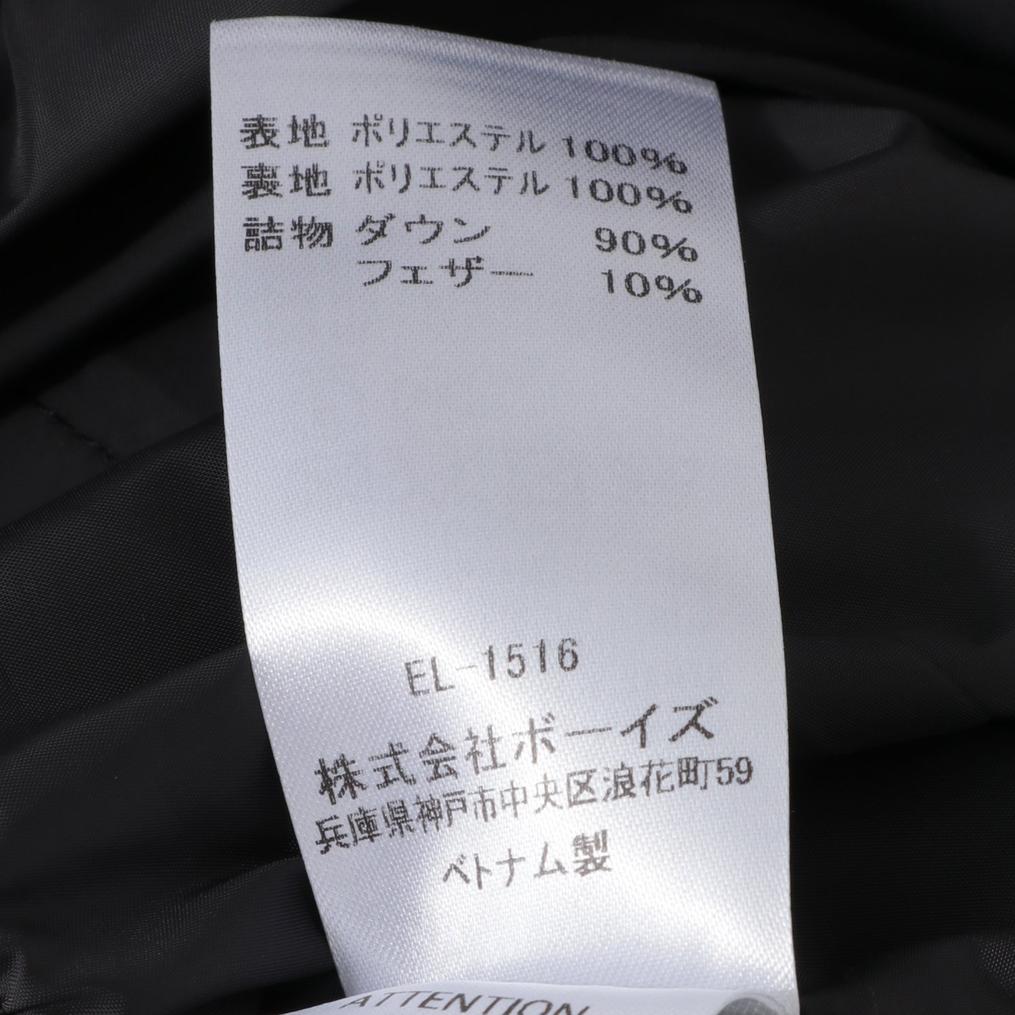 表地 ポリエステル 100%
裏地 ポリエステル 100%
詰物 ダウン 90%
フェザー 10%
EL-1516
株式会社ボーイズ
兵庫県神戸市中央区浪花町59
ベトナム製
ATTENTION